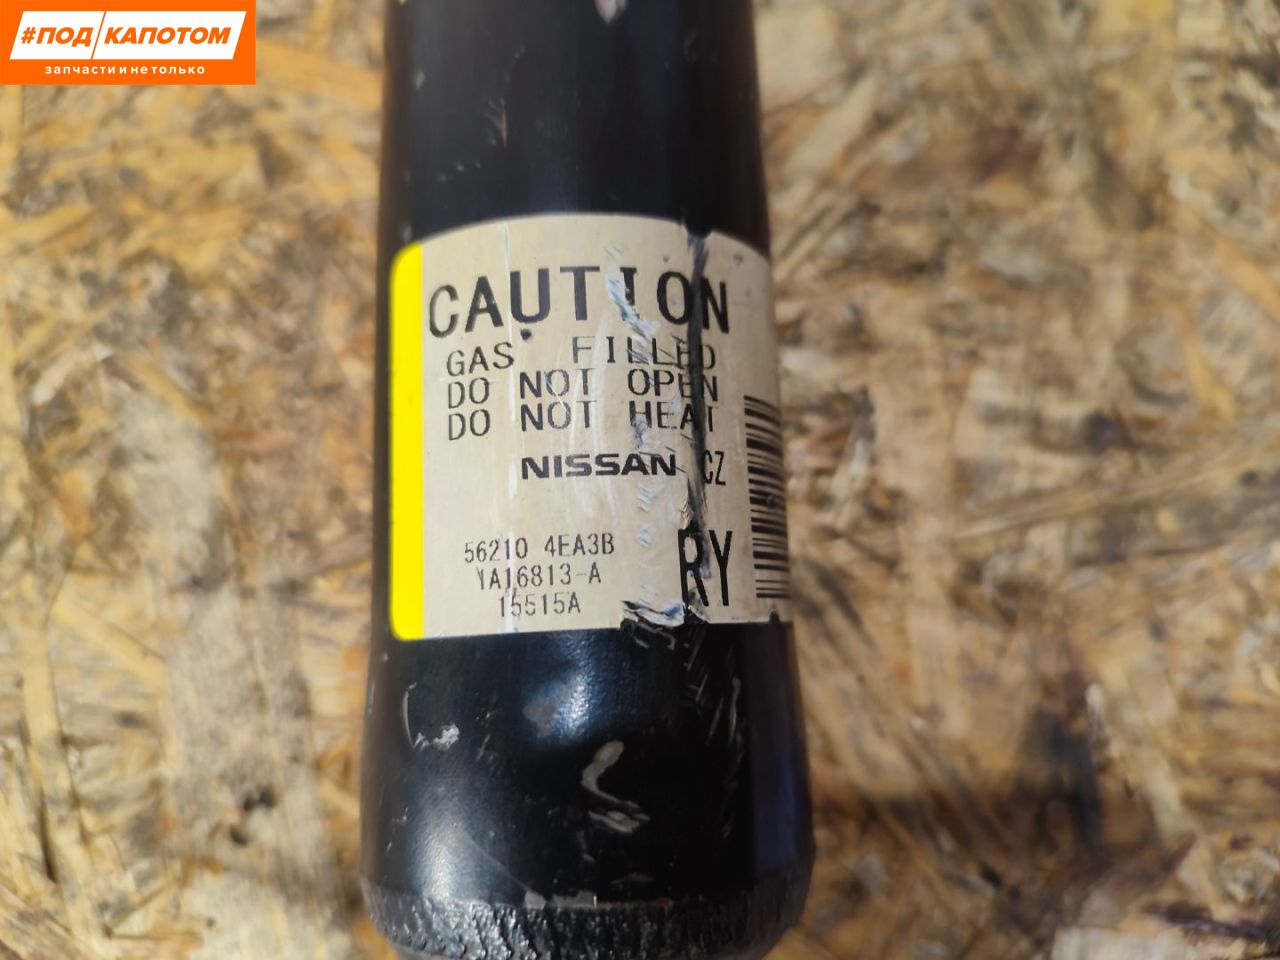 #ПОД КАПОТОМ
запчасти и не только
CAUTION
GAS FILLED
DO NOT OPEN
DO NOT HEAT
NISSAN CZ
56210 4EA3B
1A16813-A
15515A
RY